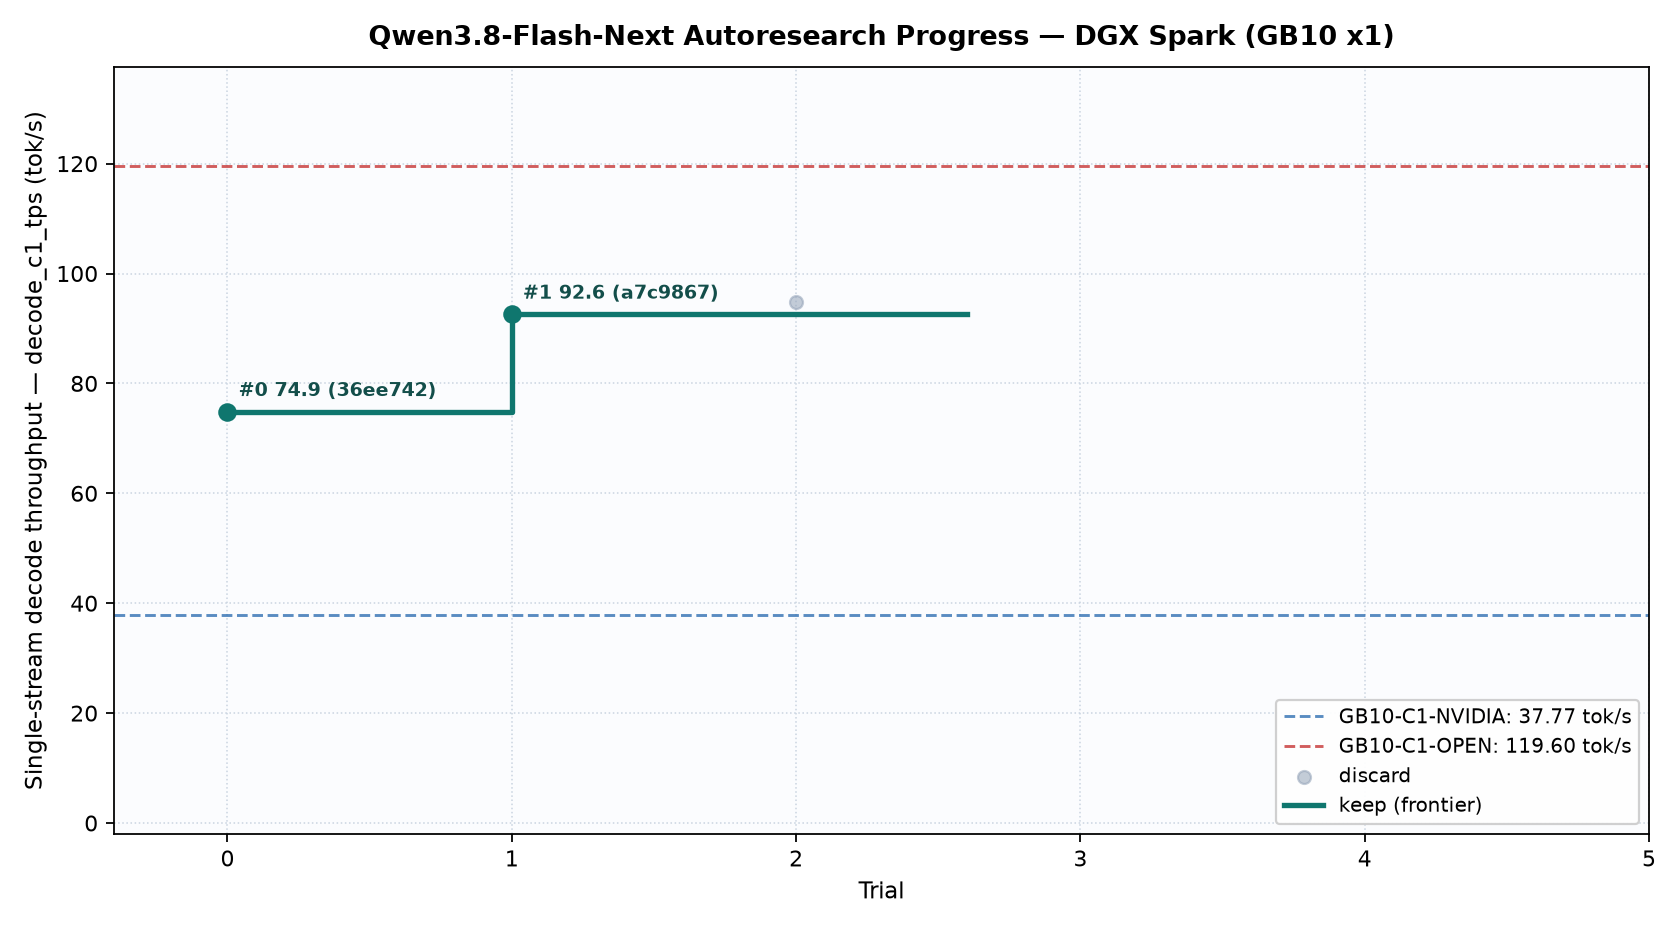 Qwen3.8-Flash-Next Autoresearch Progress — DGX Spark (GB10 x1)
Single-stream decode throughput — decode_c1_tps (tok/s)
120
100
80
60
40
20
0
#1 92.6 (a7c9867)
#0 74.9 (36ee742)
GB10-C1-NVIDIA: 37.77 tok/s
GB10-C1-OPEN: 119.60 tok/s
discard
keep (frontier)
0 1 2 3 4 5
Trial